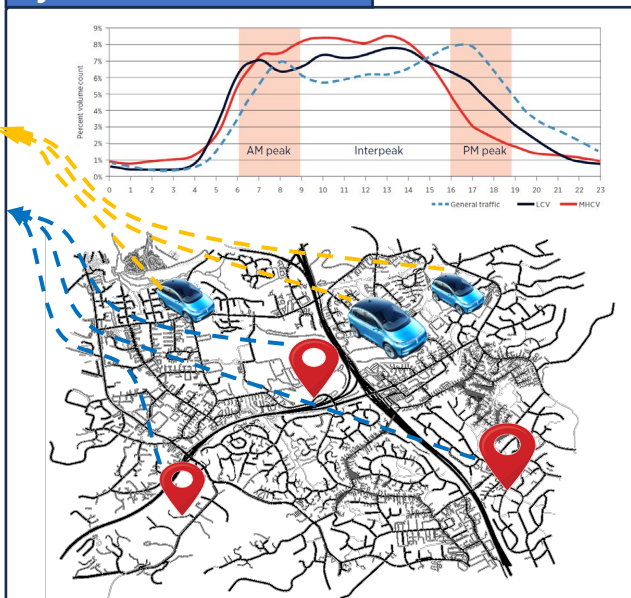 9%
8%
7%
6%
5%
4%
3%
2%
1%
0%
Percent volume count
AM peak Interpeak PM peak
0 1 2 3 4 5 6 7 8 9 10 11 12 13 14 15 16 17 18 19 20 21 22 23
General traffic LCV MHCV